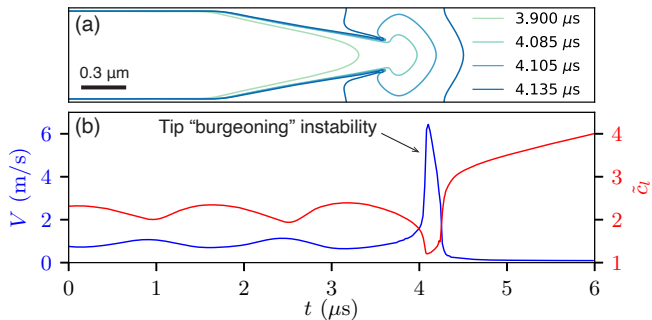 (a)
3.900 μs
4.085 μs
4.105 μs
4.135 μs
0.3 μm
(b)
Tip “burgeoning” instability
6
4
2
0
V (m/s)
4
3
2
1
c̃_l
0 1 2 3 4 5 6
t (μs)